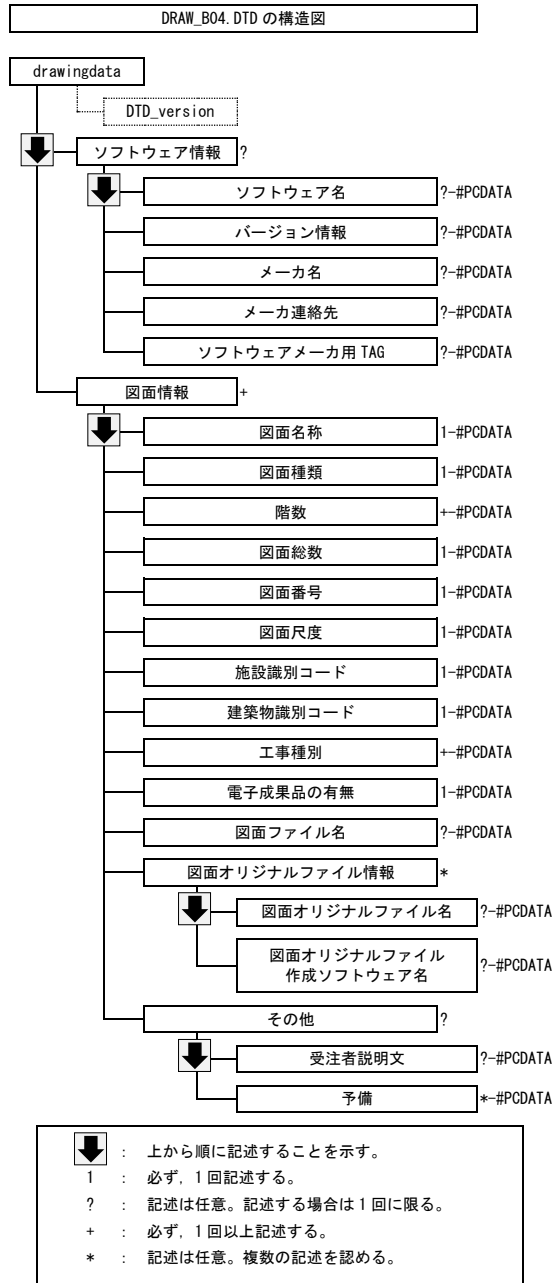 DRAW_B04.DTD の構造図
drawingdata
DTD_version
ソフトウェア情報 ?
ソフトウェア名 ?-#PCDATA
バージョン情報 ?-#PCDATA
メーカ名 ?-#PCDATA
メーカ連絡先 ?-#PCDATA
ソフトウェアメーカ用 TAG ?-#PCDATA
図面情報 +
図面名称 1-#PCDATA
図面種類 1-#PCDATA
階数 +-#PCDATA
図面総数 1-#PCDATA
図面番号 1-#PCDATA
図面尺度 1-#PCDATA
施設識別コード 1-#PCDATA
建築物識別コード 1-#PCDATA
工事種別 +-#PCDATA
電子成果品の有無 1-#PCDATA
図面ファイル名 ?-#PCDATA
図面オリジナルファイル情報 *
図面オリジナルファイル名 ?-#PCDATA
図面オリジナルファイル
作成ソフトウェア名 ?-#PCDATA
その他 ?
受注者説明文 ?-#PCDATA
予備 *-#PCDATA
： 上から順に記述することを示す。
1 ： 必ず，1 回記述する。
? ： 記述は任意。記述する場合は 1 回に限る。
+ ： 必ず，1 回以上記述する。
* ： 記述は任意。複数の記述を認める。